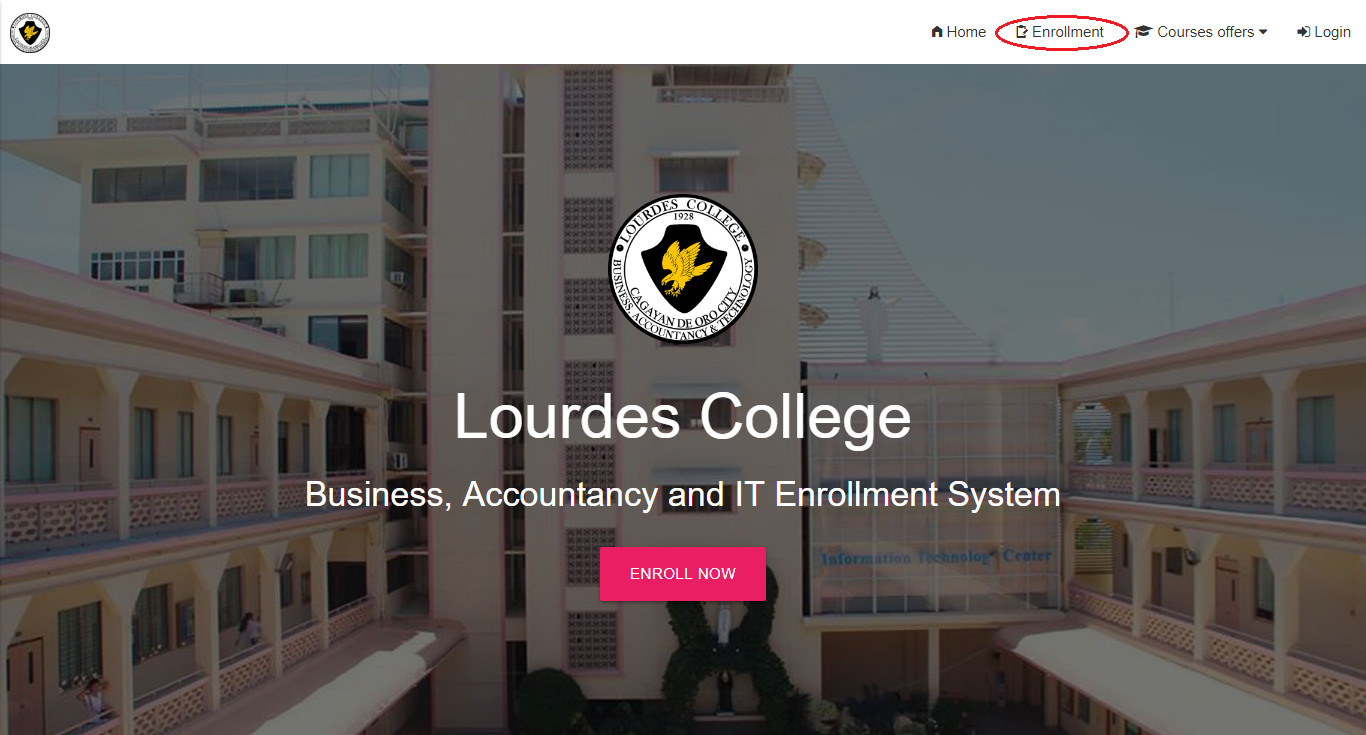 Home Enrollment Courses offers Login
LOURDES COLLEGE
1928
CAGAYAN DE ORO CITY
BUSINESS, ACCOUNTANCY & TECHNOLOGY
Lourdes College
Business, Accountancy and IT Enrollment System
ENROLL NOW
Information Technology Center